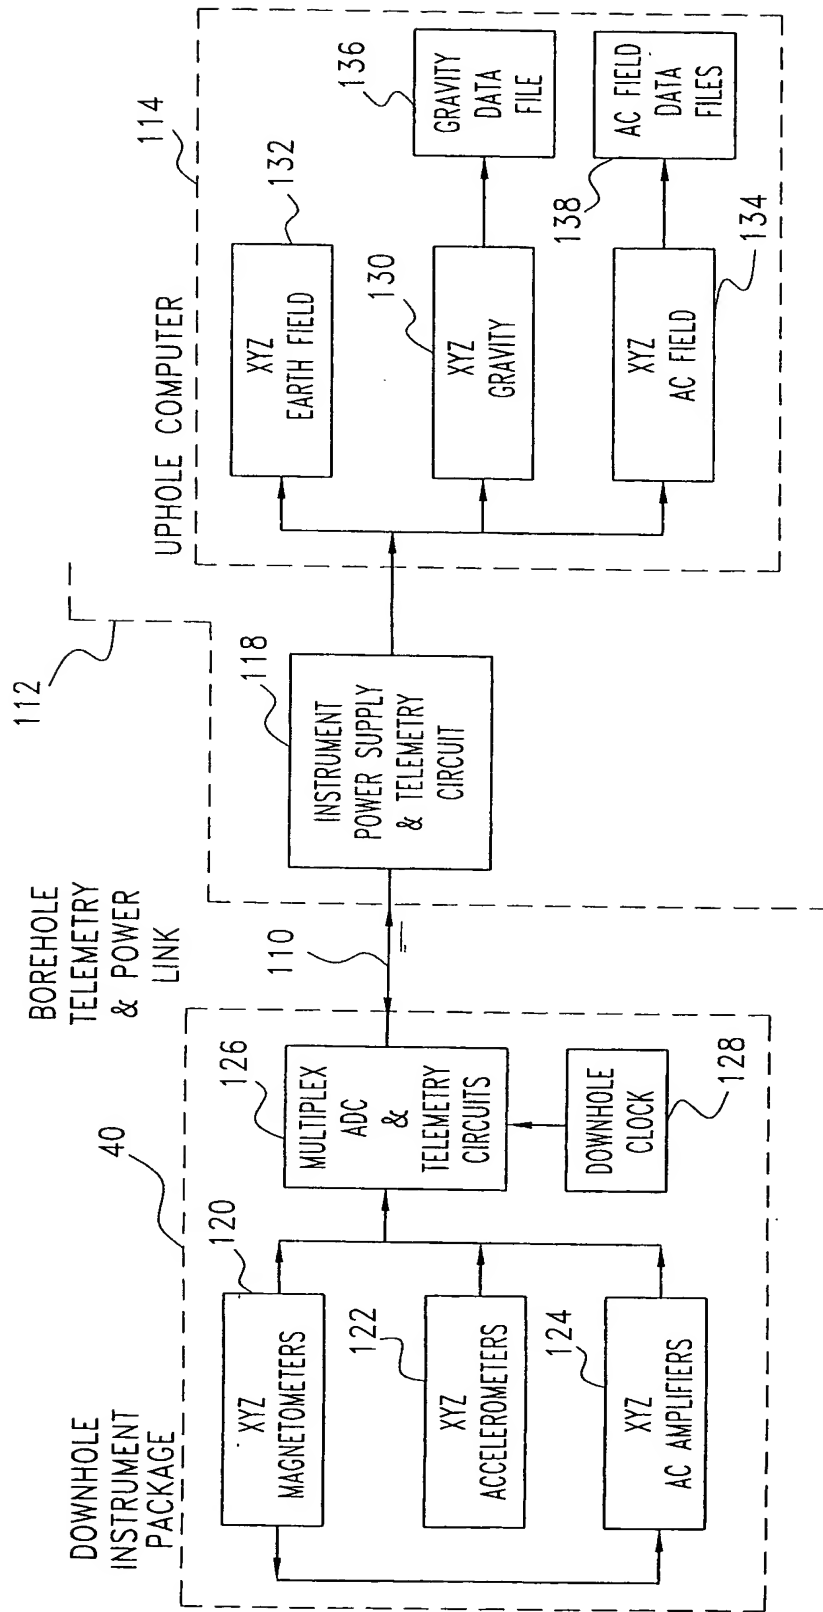 DOWNHOLE
INSTRUMENT
PACKAGE
40
120
XYZ
MAGNETOMETERS
122
XYZ
ACCELEROMETERS
124
XYZ
AC AMPLIFIERS
126
MULTIPLEX
ADC
&
TELEMETRY
CIRCUITS
DOWNHOLE
CLOCK
128
BOREHOLE
TELEMETRY
& POWER
LINK
110
112
118
INSTRUMENT
POWER SUPPLY
& TELEMETRY
CIRCUIT
UPHOLE COMPUTER
114
132
XYZ
EARTH FIELD
130
XYZ
GRAVITY
136
GRAVITY
DATA
FILE
XYZ
AC FIELD
134
138
AC FIELD
DATA
FILES